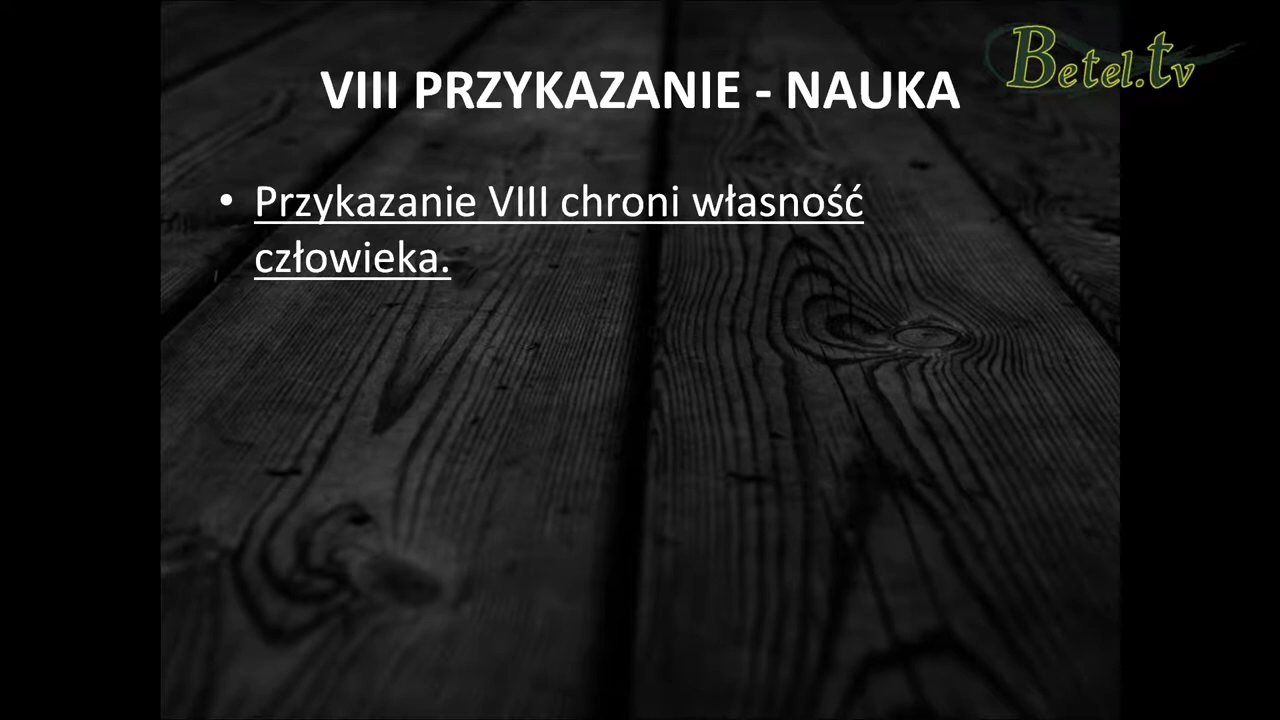 Betel.tv
VIII PRZYKAZANIE - NAUKA
• Przykazanie VIII chroni własność
człowieka.